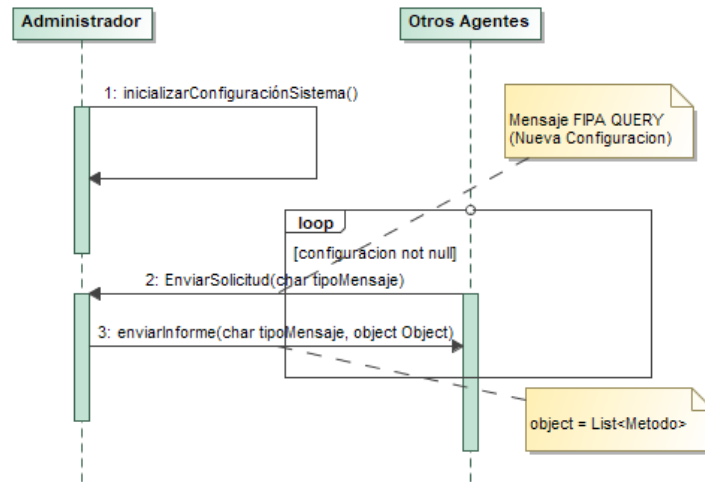 Administrador
Otros Agentes
1: inicializarConfiguraciónSistema()
Mensaje FIPA QUERY
(Nueva Configuracion)
loop
[configuracion not null]
2: EnviarSolicitud(char tipoMensaje)
3: enviarInforme(char tipoMensaje, object Object)
object = List<Metodo>